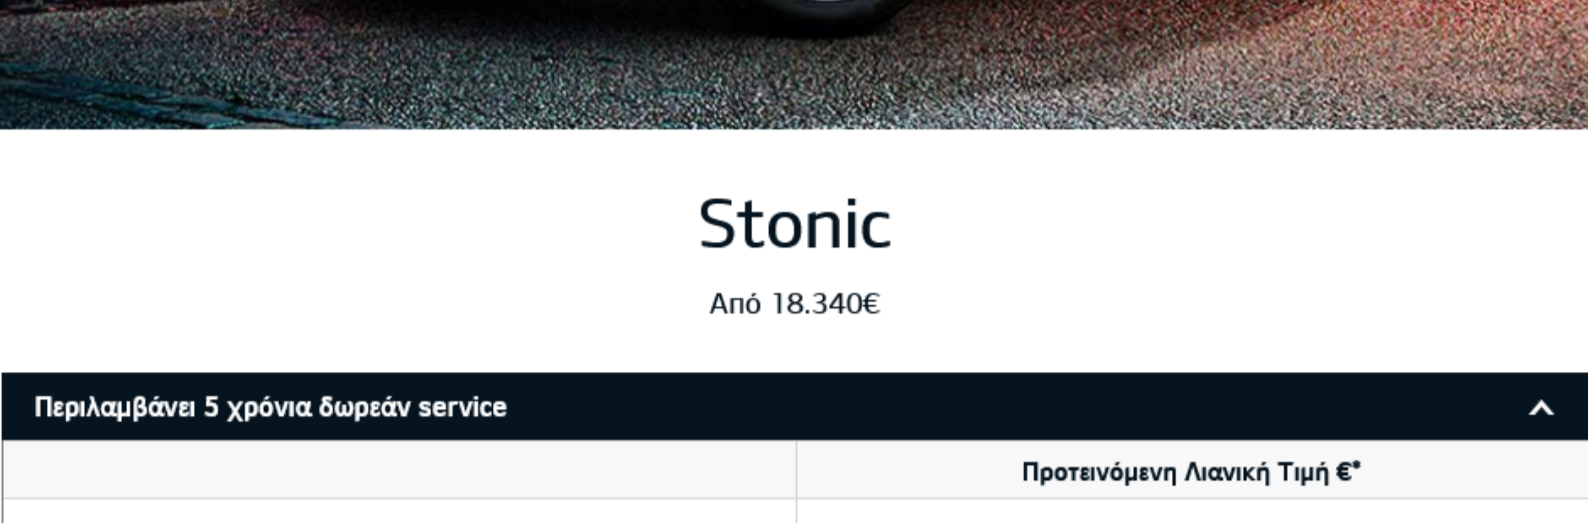 Stonic
Από 18.340€
Περιλαμβάνει 5 χρόνια δωρεάν service
Προτεινόμενη Λιανική Τιμή €*